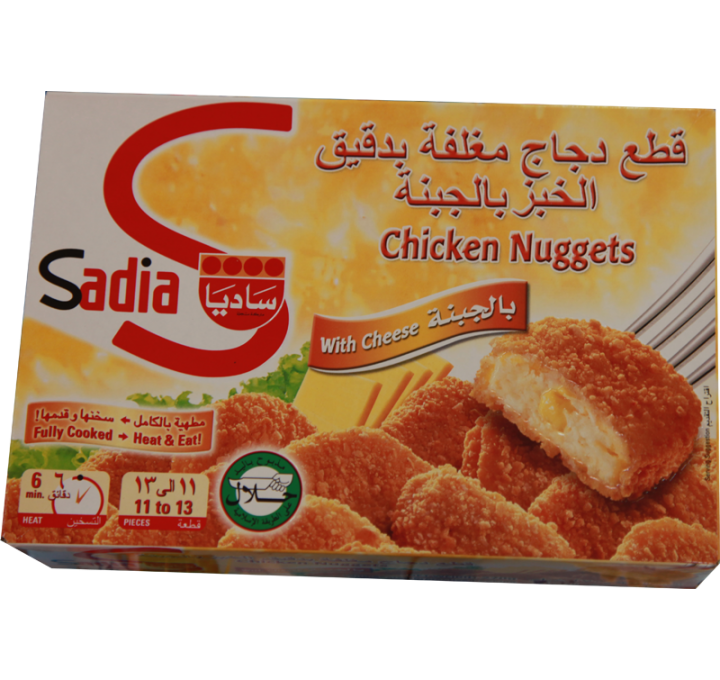 قطع دجاج مغلفة بدقيق
الخبز بالجبنة
Chicken Nuggets
Sadia
ساديا
With Cheese بالجبنة
مطهية بالكامل ← سخنها وقدمها!
Fully Cooked → Heat & Eat!
6 ٦
min. دقائق
HEAT التسخين
١١ الى ١٣
11 to 13
PIECES قطعة
حلال